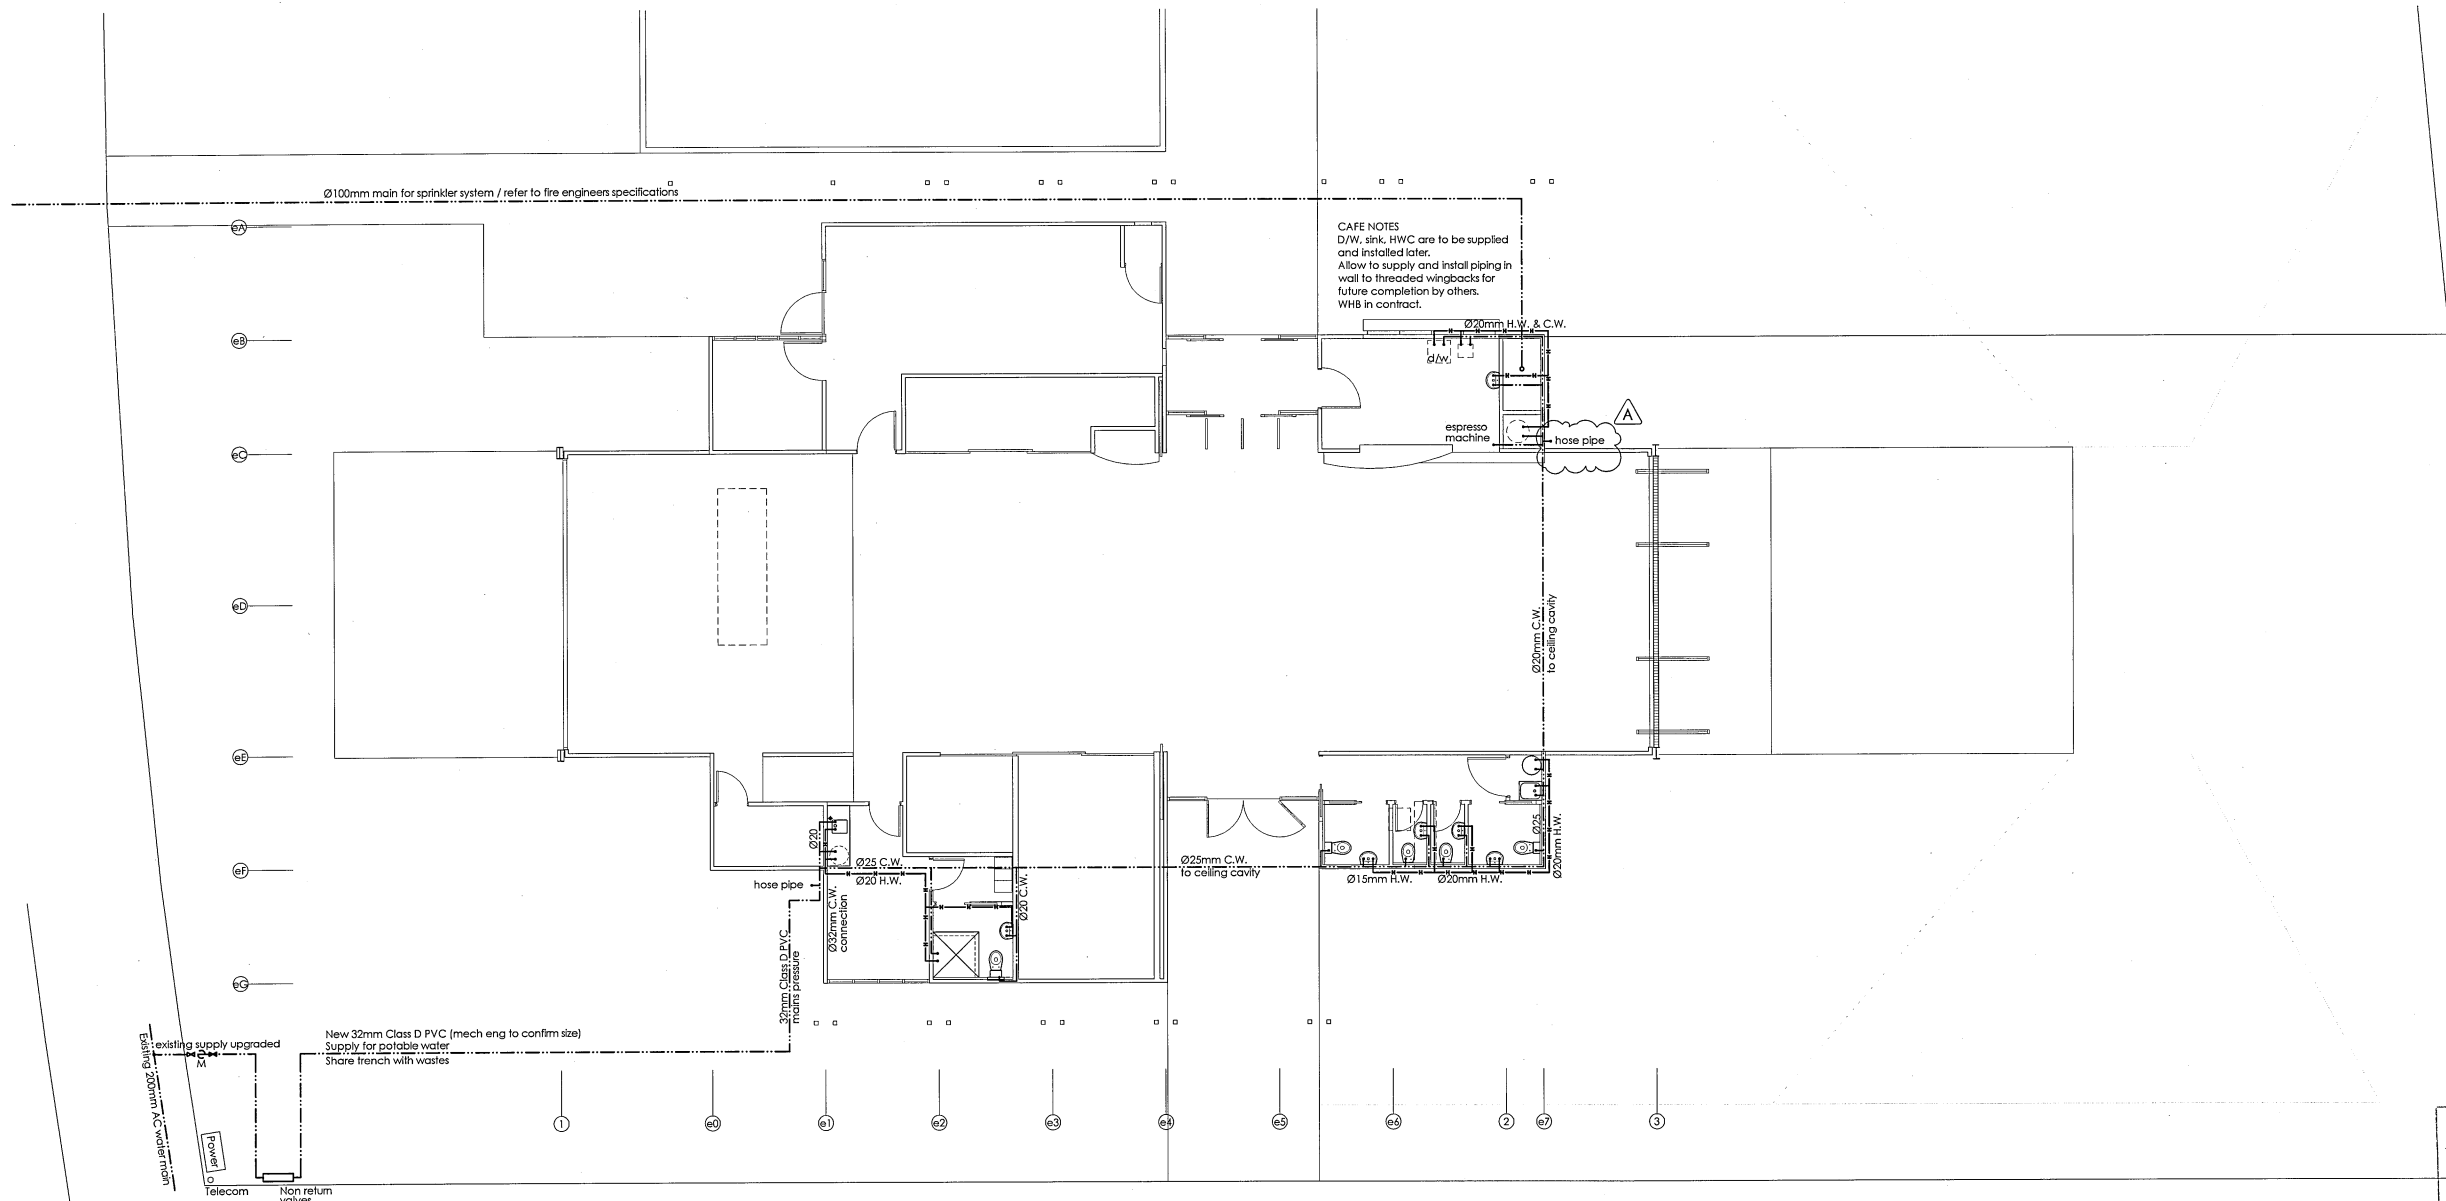 Ø100mm main for sprinkler system / refer to fire engineers specifications
eA
CAFE NOTES
D/W, sink, HWC are to be supplied
and installed later.
Allow to supply and install piping in
wall to threaded wingbacks for
future completion by others.
WHB in contract.
Ø20mm H.W. & C.W.
eB
d/w
A
espresso
machine
hose pipe
eC
eD
Ø20mm C.W.
to ceiling cavity
eE
Ø20
Ø25
eF
Ø25 C.W.
Ø20 H.W.
Ø25mm C.W.
to ceiling cavity
Ø15mm H.W.
Ø20mm H.W.
Ø20mm H.W.
hose pipe
Ø32mm C.W.
connection
Ø20 C.W.
32mm Class D PVC
mains pressure
eG
New 32mm Class D PVC (mech eng to confirm size)
Supply for potable water
Share trench with wastes
existing supply upgraded
M
Existing 200mm AC water main
1
e0
e1
e2
e3
e4
e5
e6
2
e7
3
Power
Telecom
Non return
valves